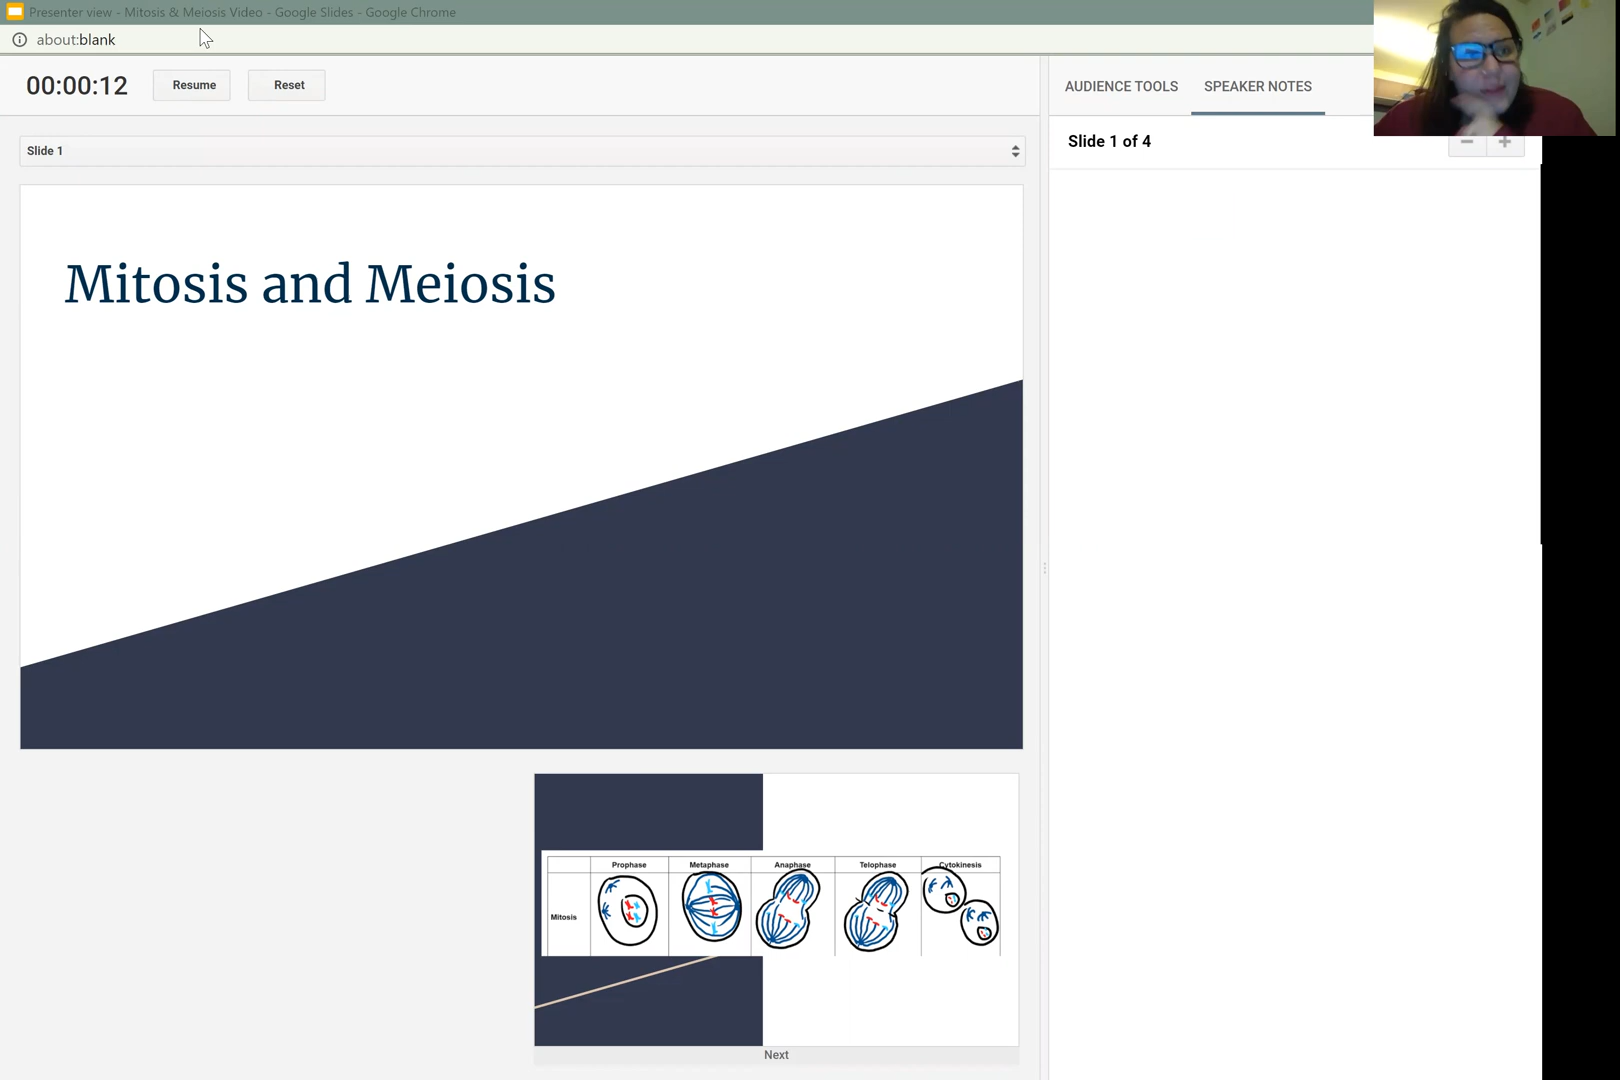 Presenter view - Mitosis & Meiosis Video - Google Slides - Google Chrome
about:blank
00:00:12
Resume
Reset
AUDIENCE TOOLS
SPEAKER NOTES
Slide 1
Slide 1 of 4
Mitosis and Meiosis
Prophase
Metaphase
Anaphase
Telophase
Cytokinesis
Mitosis
Next